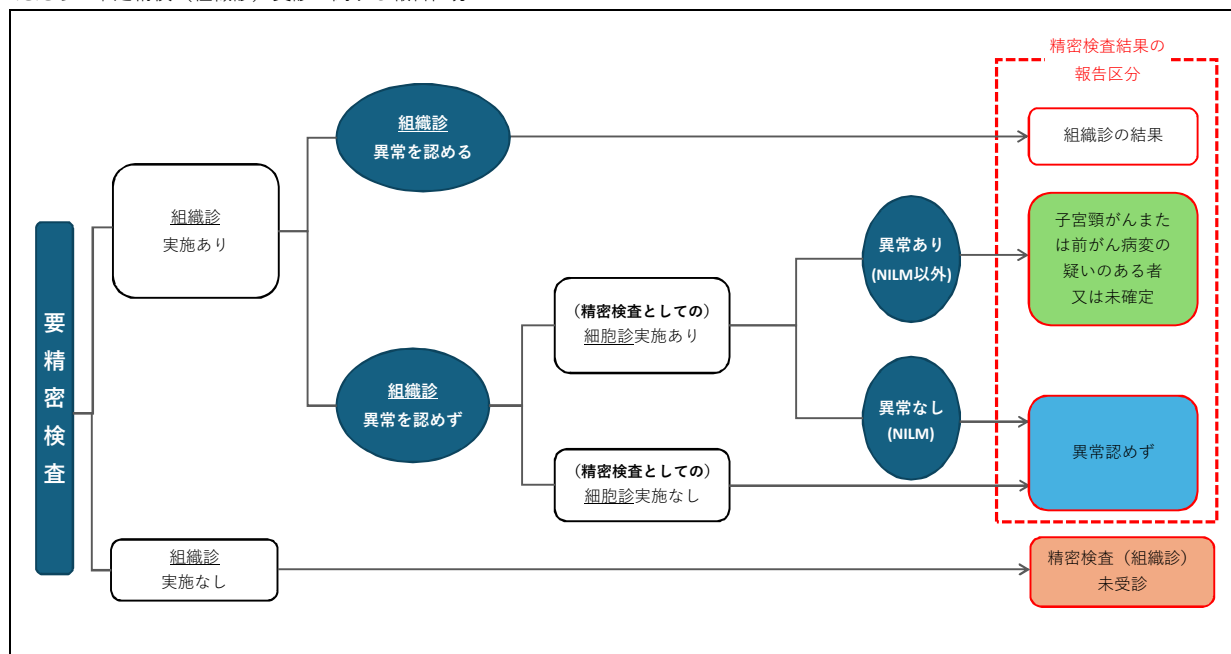 精密検査結果の
報告区分
要精密検査
組織診
実施あり
組織診
異常を認める
組織診の結果
異常あり
(NILM以外)
子宮頸がんまた
は前がん病変の
疑いのある者
又は未確定
(精密検査としての)
細胞診実施あり
組織診
異常を認めず
異常なし
(NILM)
異常認めず
(精密検査としての)
細胞診実施なし
組織診
実施なし
精密検査（組織診）
未受診